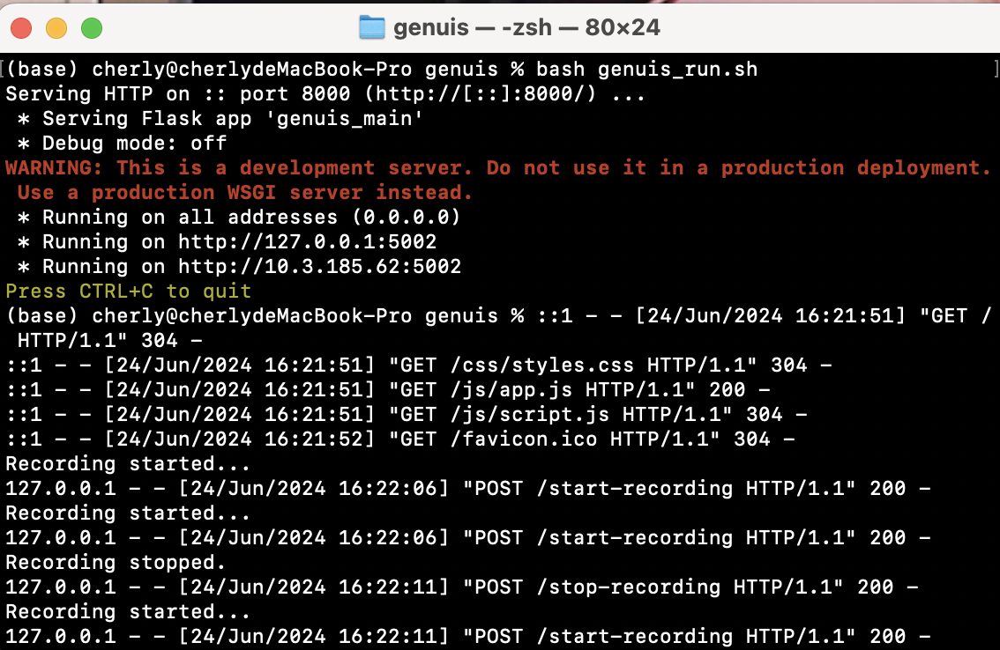 genuis — -zsh — 80×24
(base) cherly@cherlydeMacBook-Pro genuis % bash genuis_run.sh
Serving HTTP on :: port 8000 (http://[::]:8000/) ...
 * Serving Flask app 'genuis_main'
 * Debug mode: off
WARNING: This is a development server. Do not use it in a production deployment.
 Use a production WSGI server instead.
 * Running on all addresses (0.0.0.0)
 * Running on http://127.0.0.1:5002
 * Running on http://10.3.185.62:5002
Press CTRL+C to quit
(base) cherly@cherlydeMacBook-Pro genuis % ::1 - - [24/Jun/2024 16:21:51] "GET /
 HTTP/1.1" 304 -
::1 - - [24/Jun/2024 16:21:51] "GET /css/styles.css HTTP/1.1" 304 -
::1 - - [24/Jun/2024 16:21:51] "GET /js/app.js HTTP/1.1" 200 -
::1 - - [24/Jun/2024 16:21:51] "GET /js/script.js HTTP/1.1" 304 -
::1 - - [24/Jun/2024 16:21:52] "GET /favicon.ico HTTP/1.1" 304 -
Recording started...
127.0.0.1 - - [24/Jun/2024 16:22:06] "POST /start-recording HTTP/1.1" 200 -
Recording started...
127.0.0.1 - - [24/Jun/2024 16:22:06] "POST /start-recording HTTP/1.1" 200 -
Recording stopped.
127.0.0.1 - - [24/Jun/2024 16:22:11] "POST /stop-recording HTTP/1.1" 200 -
Recording started...
127.0.0.1 - - [24/Jun/2024 16:22:11] "POST /start-recording HTTP/1.1" 200 -